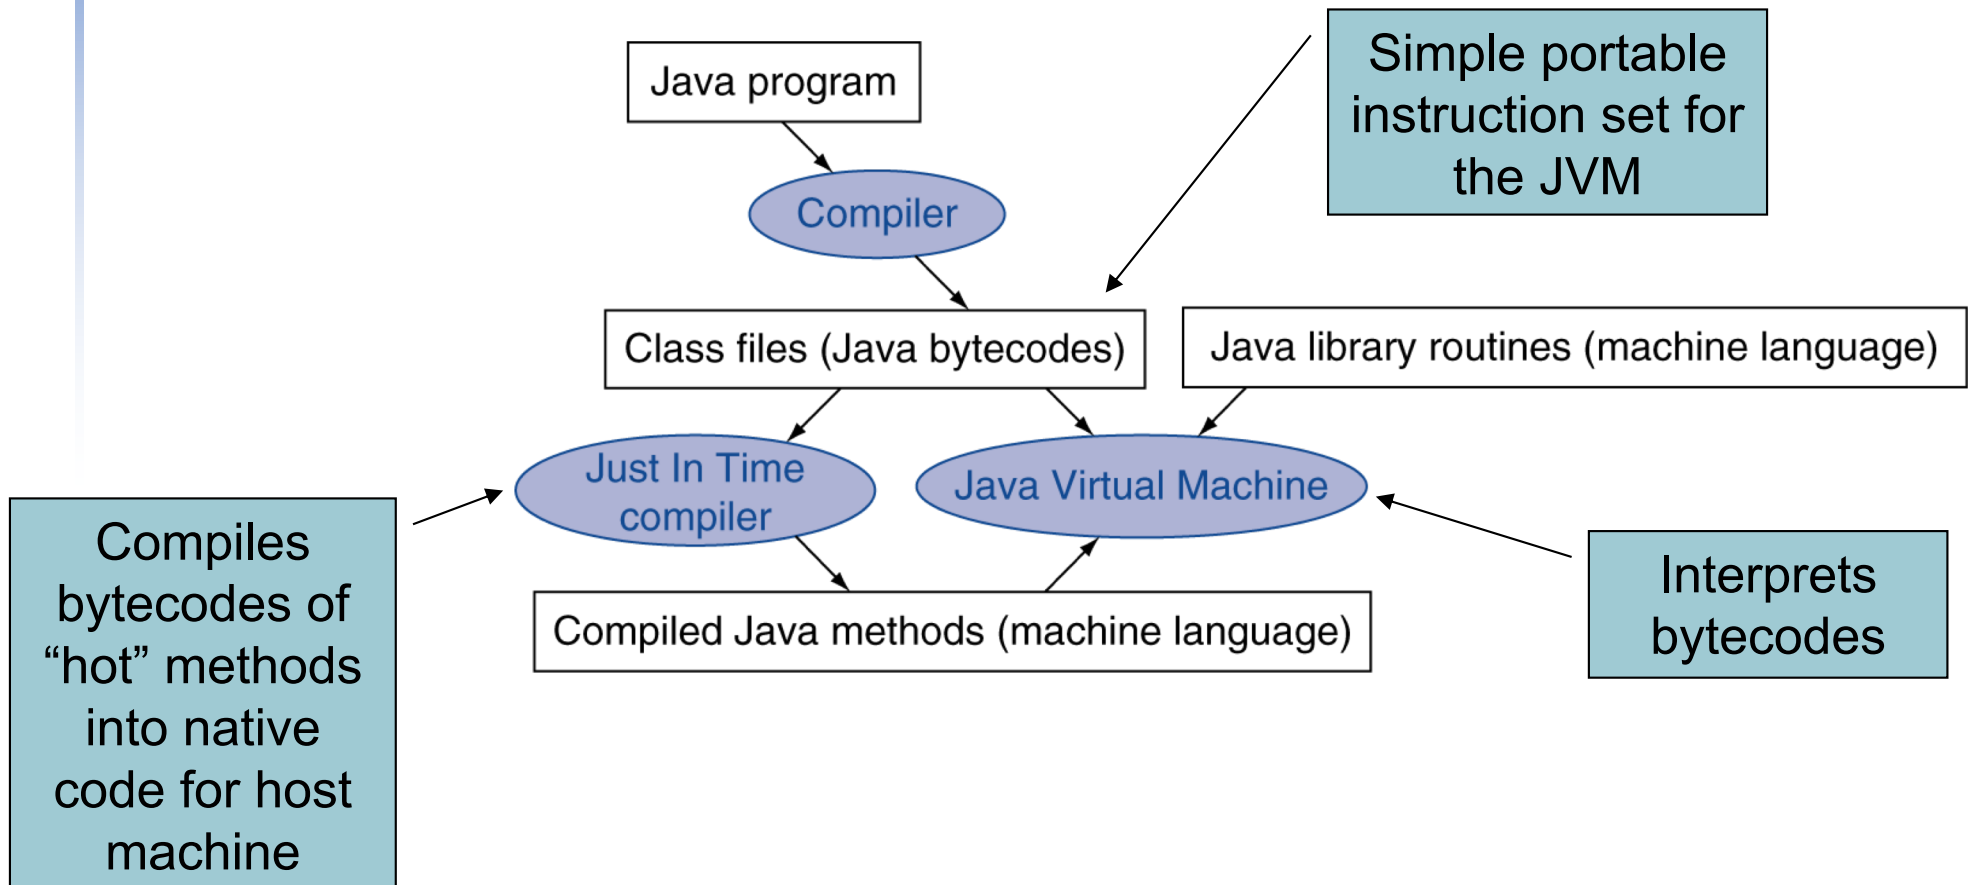 Java program
Simple portable
instruction set for
the JVM
Compiler
Class files (Java bytecodes)
Java library routines (machine language)
Just In Time
compiler
Java Virtual Machine
Compiles
bytecodes of
“hot” methods
into native
code for host
machine
Interprets
bytecodes
Compiled Java methods (machine language)